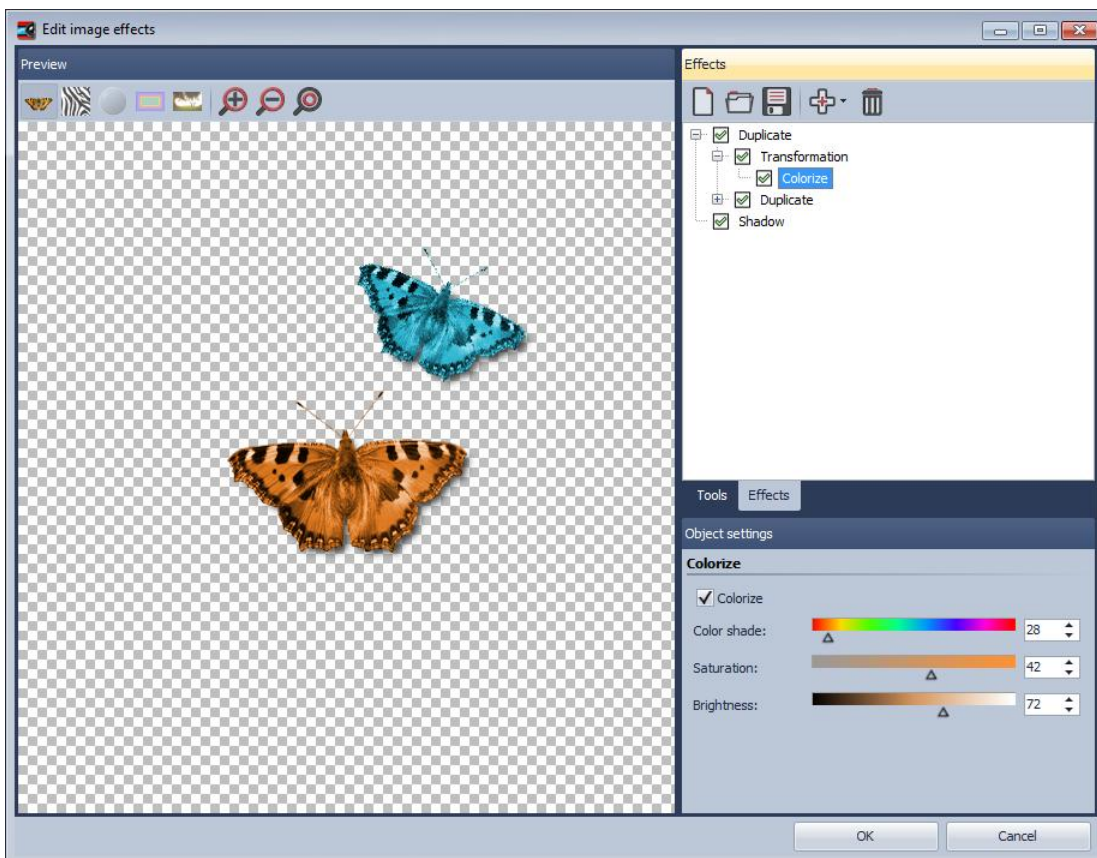 Edit image effects
Preview
Effects
Duplicate
Transformation
Colorize
Duplicate
Shadow
Tools Effects
Object settings
Colorize
Colorize
Color shade: 28
Saturation: 42
Brightness: 72
OK Cancel